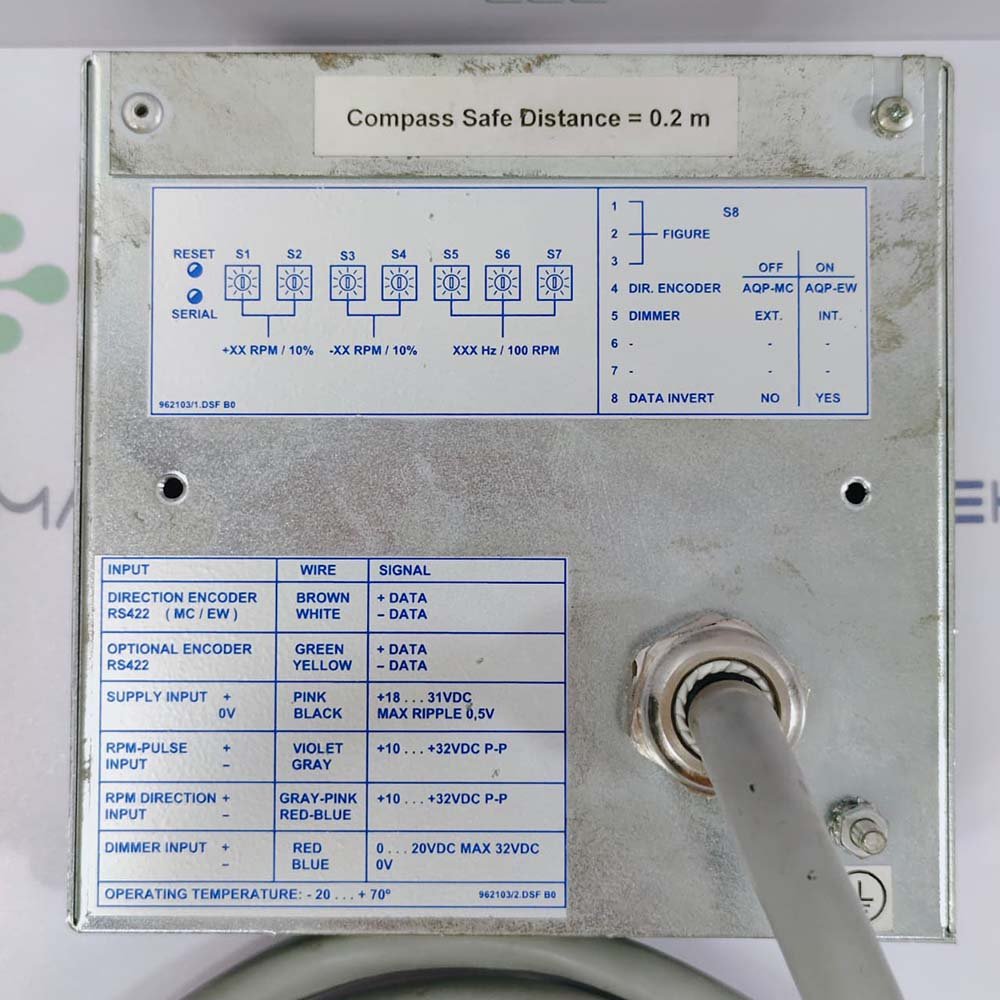 Compass Safe Distance = 0.2 m
RESET S1 S2 S3 S4 S5 S6 S7
SERIAL
+XX RPM / 10% -XX RPM / 10% XXX Hz / 100 RPM
962103/1.DSF B0
1 S8
2 FIGURE
3
OFF ON
4 DIR. ENCODER AQP-MC AQP-EW
5 DIMMER EXT. INT.
6 - - -
7 - - -
8 DATA INVERT NO YES
INPUT WIRE SIGNAL
DIRECTION ENCODER BROWN + DATA
RS422 ( MC / EW ) WHITE – DATA
OPTIONAL ENCODER GREEN + DATA
RS422 YELLOW – DATA
SUPPLY INPUT + PINK +18 . . . 31VDC
0V BLACK MAX RIPPLE 0,5V
RPM-PULSE + VIOLET +10 . . . +32VDC P-P
INPUT – GRAY
RPM DIRECTION + GRAY-PINK +10 . . . +32VDC P-P
INPUT – RED-BLUE
DIMMER INPUT + RED 0 . . . 20VDC MAX 32VDC
– BLUE 0V
OPERATING TEMPERATURE: - 20 . . . + 70º 962103/2.DSF B0